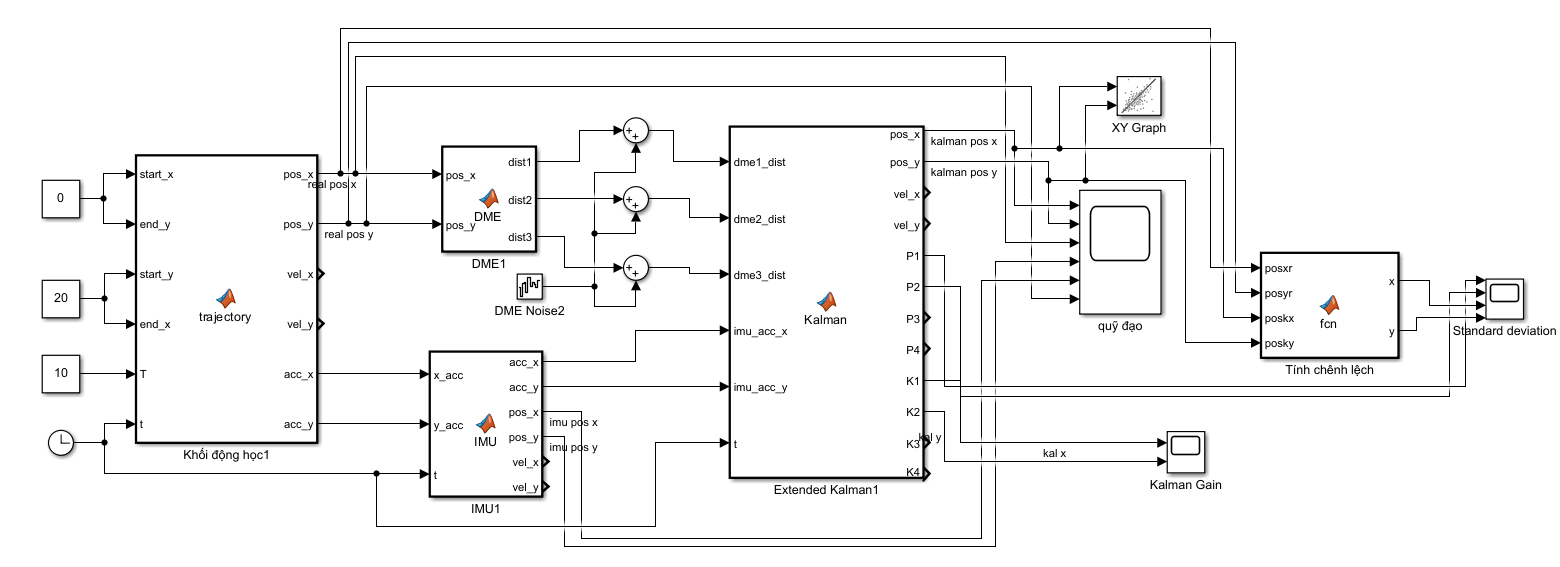 0
20
10
start_x
end_y
start_y
end_x
T
t
trajectory
pos_x
pos_y
vel_x
vel_y
acc_x
acc_y
Khối động học1
real pos x
real pos y
pos_x
pos_y
DME
dist1
dist2
dist3
DME1
DME Noise2
+
+
+
+
+
+
x_acc
y_acc
t
IMU
acc_x
acc_y
pos_x
pos_y
vel_x
vel_y
IMU1
imu pos x
imu pos y
dme1_dist
dme2_dist
dme3_dist
imu_acc_x
imu_acc_y
t
Kalman
pos_x
pos_y
vel_x
vel_y
P1
P2
P3
P4
K1
K2
K3
K4
Extended Kalman1
kalman pos x
kalman pos y
kal y
kal x
XY Graph
quỹ đạo
Kalman Gain
posxr
posyr
poskx
posky
fcn
x
y
Tính chênh lệch
Standard deviation